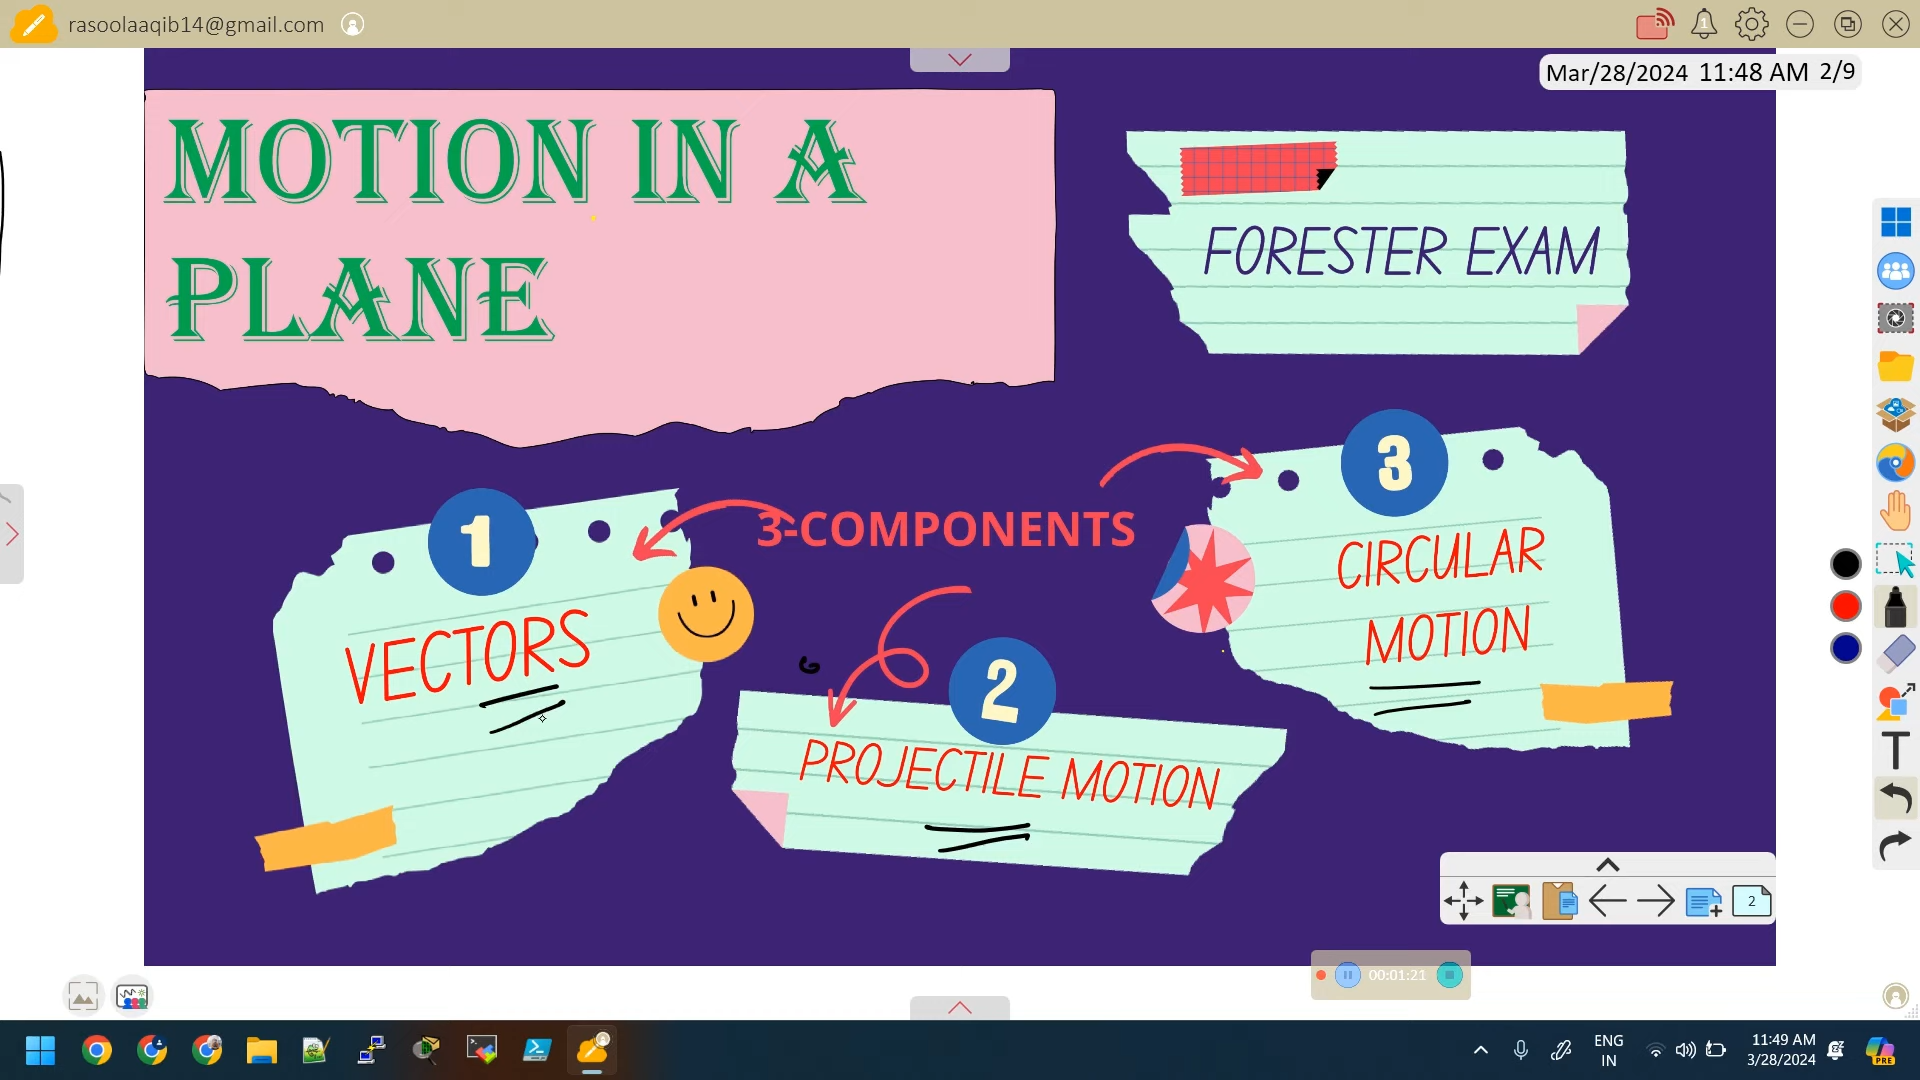 rasoolaaqib14@gmail.com
1
Mar/28/2024 11:48 AM 2/9
MOTION IN A
PLANE
FORESTER EXAM
3-COMPONENTS
1
VECTORS
2
PROJECTILE MOTION
3
CIRCULAR
MOTION
T
2
00:01:21
ENG
IN
11:49 AM
3/28/2024
PRE